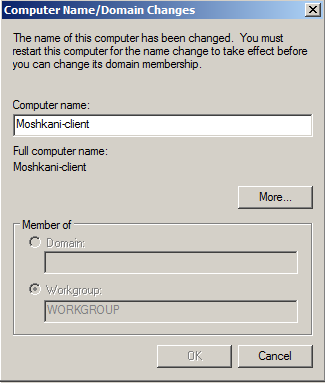 Computer Name/Domain Changes
The name of this computer has been changed.  You must
restart this computer for the name change to take effect before
you can change its domain membership.
Computer name:
Moshkani-client
Full computer name:
Moshkani-client
More...
Member of
Domain:
Workgroup:
WORKGROUP
OK
Cancel